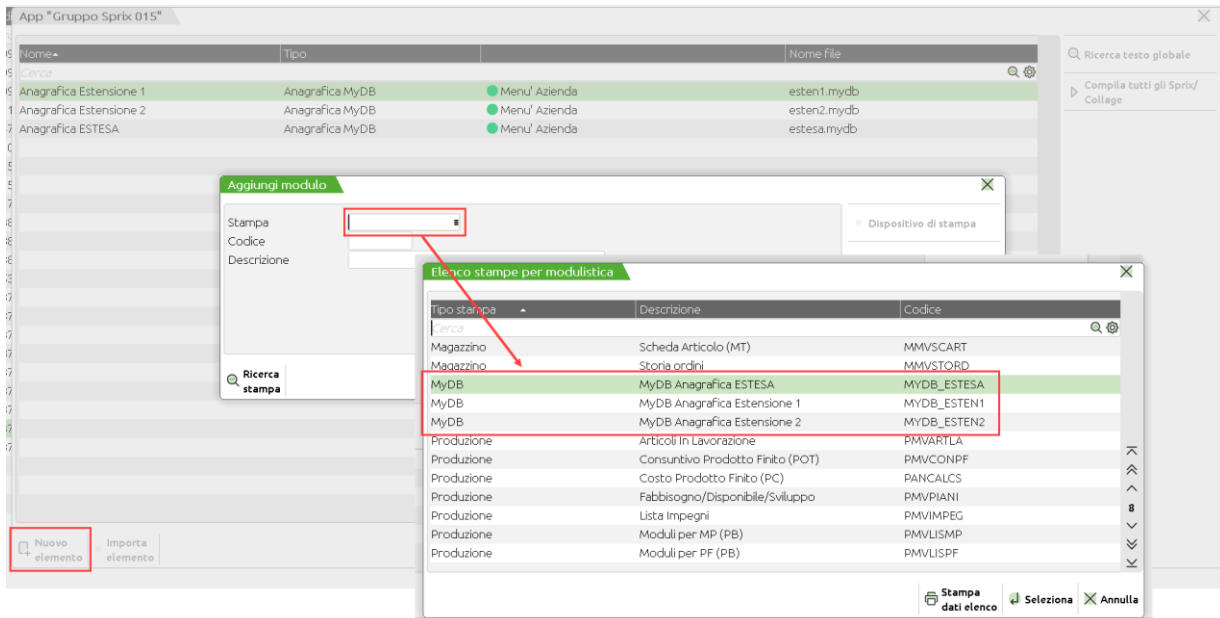 App "Gruppo Sprix 015"
Nome Tipo Nome file
Cerca
Anagrafica Estensione 1 Anagrafica MyDB Menu' Azienda esten1.mydb
Anagrafica Estensione 2 Anagrafica MyDB Menu' Azienda esten2.mydb
Anagrafica ESTESA Anagrafica MyDB Menu' Azienda estesa.mydb
Ricerca testo globale
Compila tutti gli Sprix/
Collage
Aggiungi modulo
Stampa
Codice
Descrizione
Dispositivo di stampa
Ricerca
stampa
Elenco stampe per modulistica
Tipo stampa Descrizione Codice
Cerca
Magazzino Scheda Articolo (MT) MMVSCART
Magazzino Storia ordini MMVSTORD
MyDB MyDB Anagrafica ESTESA MYDB_ESTESA
MyDB MyDB Anagrafica Estensione 1 MYDB_ESTEN1
MyDB MyDB Anagrafica Estensione 2 MYDB_ESTEN2
Produzione Articoli In Lavorazione PMVARTLA
Produzione Consuntivo Prodotto Finito (POT) PMVCONPF
Produzione Costo Prodotto Finito (PC) PANCALCS
Produzione Fabbisogno/Disponibile/Sviluppo PMVPIANI
Produzione Lista Impegni PMVIMPEG
Produzione Moduli per MP (PB) PMVLISMP
Produzione Moduli per PF (PB) PMVLISPF
8
Stampa
dati elenco
Seleziona
Annulla
Nuovo
elemento
Importa
elemento